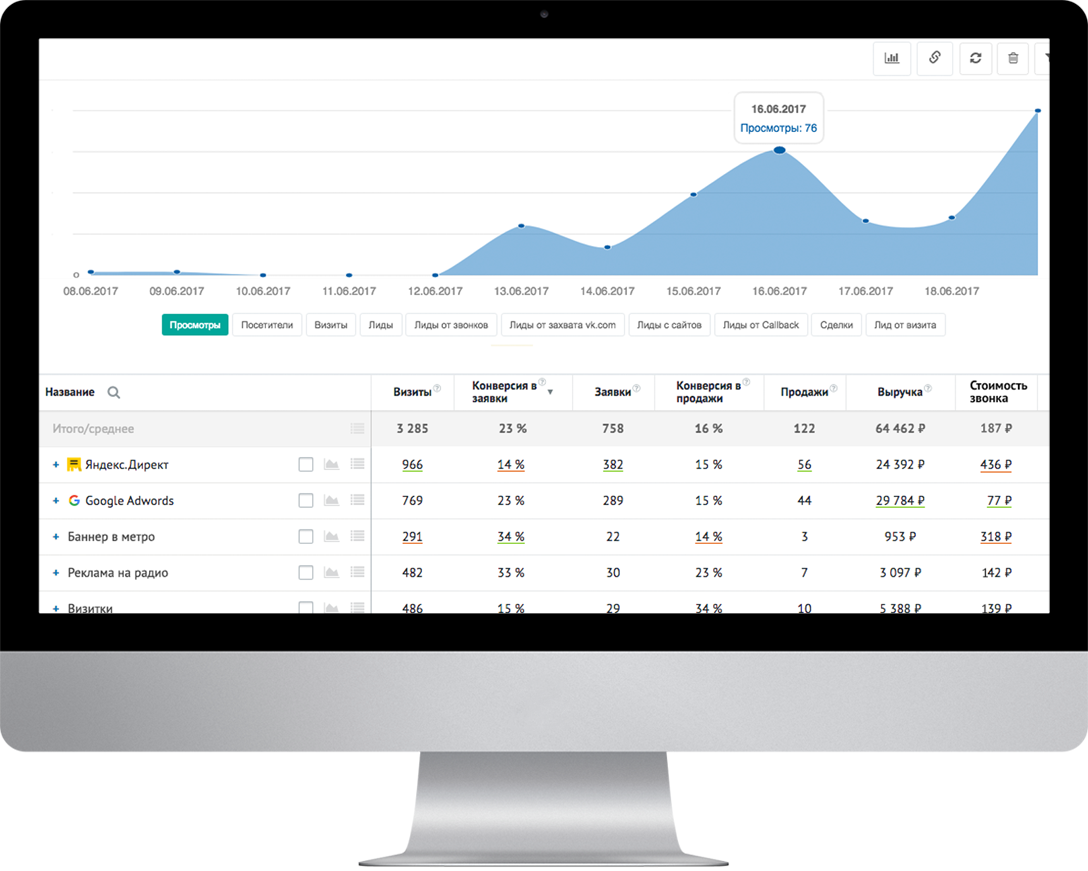 16.06.2017
Просмотры: 76
0
08.06.2017 09.06.2017 10.06.2017 11.06.2017 12.06.2017 13.06.2017 14.06.2017 15.06.2017 16.06.2017 17.06.2017 18.06.2017
Просмотры Посетители Визиты Лиды Лиды от звонков Лиды от захвата vk.com Лиды с сайтов Лиды от Callback Сделки Лид от визита
Название Визиты? Конверсия в? заявки ▼ Заявки? Конверсия в? продажи Продажи? Выручка? Стоимость звонка
Итого/среднее 3 285 23 % 758 16 % 122 64 462 ₽ 187 ₽
+ Яндекс.Директ 966 14 % 382 15 % 56 24 392 ₽ 436 ₽
+ Google Adwords 769 23 % 289 15 % 44 29 784 ₽ 77 ₽
+ Баннер в метро 291 34 % 22 14 % 3 953 ₽ 318 ₽
+ Реклама на радио 482 33 % 30 23 % 7 3 097 ₽ 142 ₽
+ Визитки 486 15 % 29 34 % 10 5 388 ₽ 139 ₽